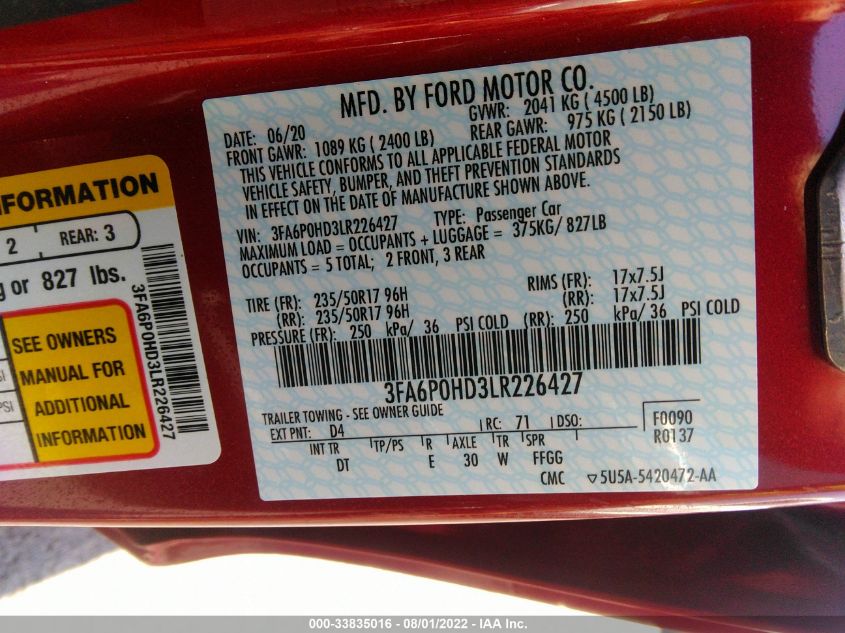 NFORMATION
2 REAR: 3
g or 827 lbs.
SEE OWNERS
MANUAL FOR
ADDITIONAL
INFORMATION
3FA6P0HD3LR226427
MFD. BY FORD MOTOR CO.
DATE: 06/20 GVWR: 2041 KG ( 4500 LB)
FRONT GAWR: 1089 KG ( 2400 LB) REAR GAWR: 975 KG ( 2150 LB)
THIS VEHICLE CONFORMS TO ALL APPLICABLE FEDERAL MOTOR
VEHICLE SAFETY, BUMPER, AND THEFT PREVENTION STANDARDS
IN EFFECT ON THE DATE OF MANUFACTURE SHOWN ABOVE.
VIN: 3FA6P0HD3LR226427 TYPE: Passenger Car
MAXIMUM LOAD = OCCUPANTS + LUGGAGE = 375KG/ 827LB
OCCUPANTS = 5 TOTAL; 2 FRONT, 3 REAR
TIRE (FR): 235/50R17 96H RIMS (FR): 17x7.5J
(RR): 235/50R17 96H (RR): 17x7.5J
PRESSURE (FR): 250 kPa/ 36 PSI COLD (RR): 250 kPa/ 36 PSI COLD
3FA6P0HD3LR226427
TRAILER TOWING - SEE OWNER GUIDE
EXT PNT: D4 RC: 71 DSO: F0090
R0137
INT TR TP/PS R AXLE TR SPR
DT E 30 W FFGG
CMC ▽5U5A-5420472-AA
000-33835016 - 08/01/2022 - IAA Inc.